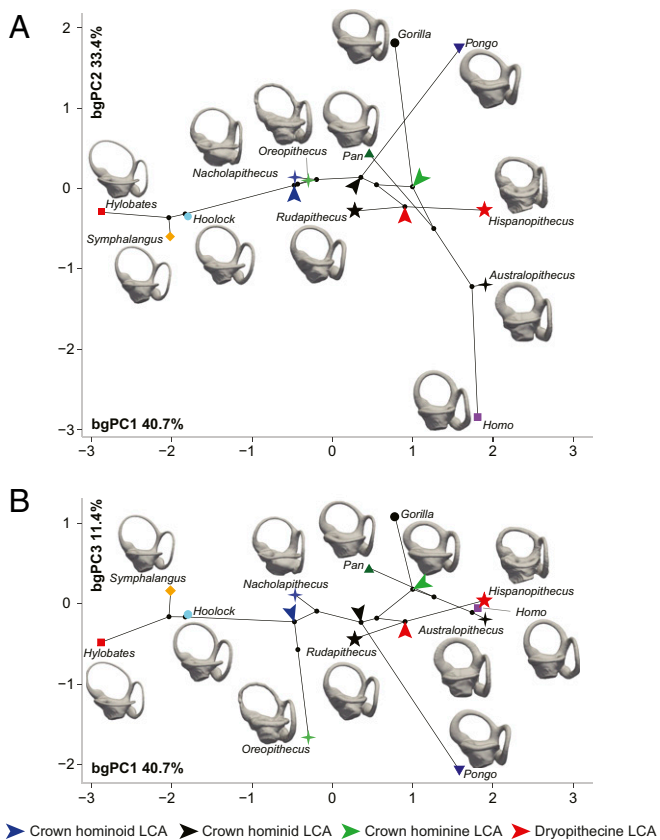 A
bgPC2 33.4%
2
1
0
−1
−2
−3
Gorilla
Pongo
Oreopithecus
Nacholapithecus
Pan
Hylobates
Rudapithecus
Hispanopithecus
Hoolock
Symphalangus
Australopithecus
Homo
bgPC1 40.7%
−3 −2 −1 0 1 2 3
B
bgPC3 11.4%
1
0
−1
−2
Gorilla
Pan
Symphalangus
Nacholapithecus
Hispanopithecus
Hoolock
Homo
Australopithecus
Hylobates
Rudapithecus
Oreopithecus
Pongo
bgPC1 40.7%
−3 −2 −1 0 1 2 3
Crown hominoid LCA Crown hominid LCA Crown hominine LCA Dryopithecine LCA